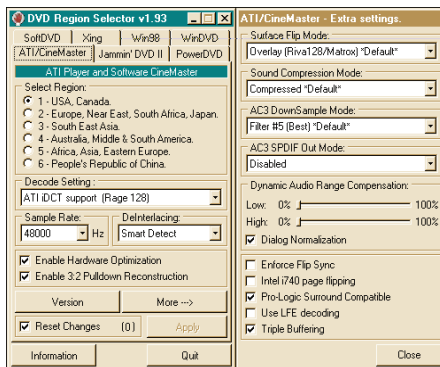 DVD Region Selector v1.93
SoftDVD Xing Win98 WinDVD
ATI/CineMaster Jammin' DVD II PowerDVD
ATI Player and Software CineMaster
Select Region:
1 - USA, Canada.
2 - Europe, Near East, South Africa, Japan.
3 - South East Asia.
4 - Australia, Middle & South America.
5 - Africa, Asia, Eastern Europe.
6 - People's Republic of China.
Decode Setting :
ATI iDCT support (Rage 128)
Sample Rate: DeInterlacing:
48000 Hz Smart Detect
Enable Hardware Optimization
Enable 3:2 Pulldown Reconstruction
Version More --->
Reset Changes (0) Apply
Information Quit
ATI/CineMaster - Extra settings.
Surface Flip Mode:
Overlay (Riva128/Matrox) *Default*
Sound Compression Mode:
Compressed *Default*
AC3 DownSample Mode:
Filter #5 (Best) *Default*
AC3 SPDIF Out Mode:
Disabled
Dynamic Audio Range Compensation:
Low: 0% 100%
High: 0% 100%
Dialog Normalization
Enforce Flip Sync
Intel i740 page flipping
Pro-Logic Surround Compatible
Use LFE decoding
Triple Buffering
Close